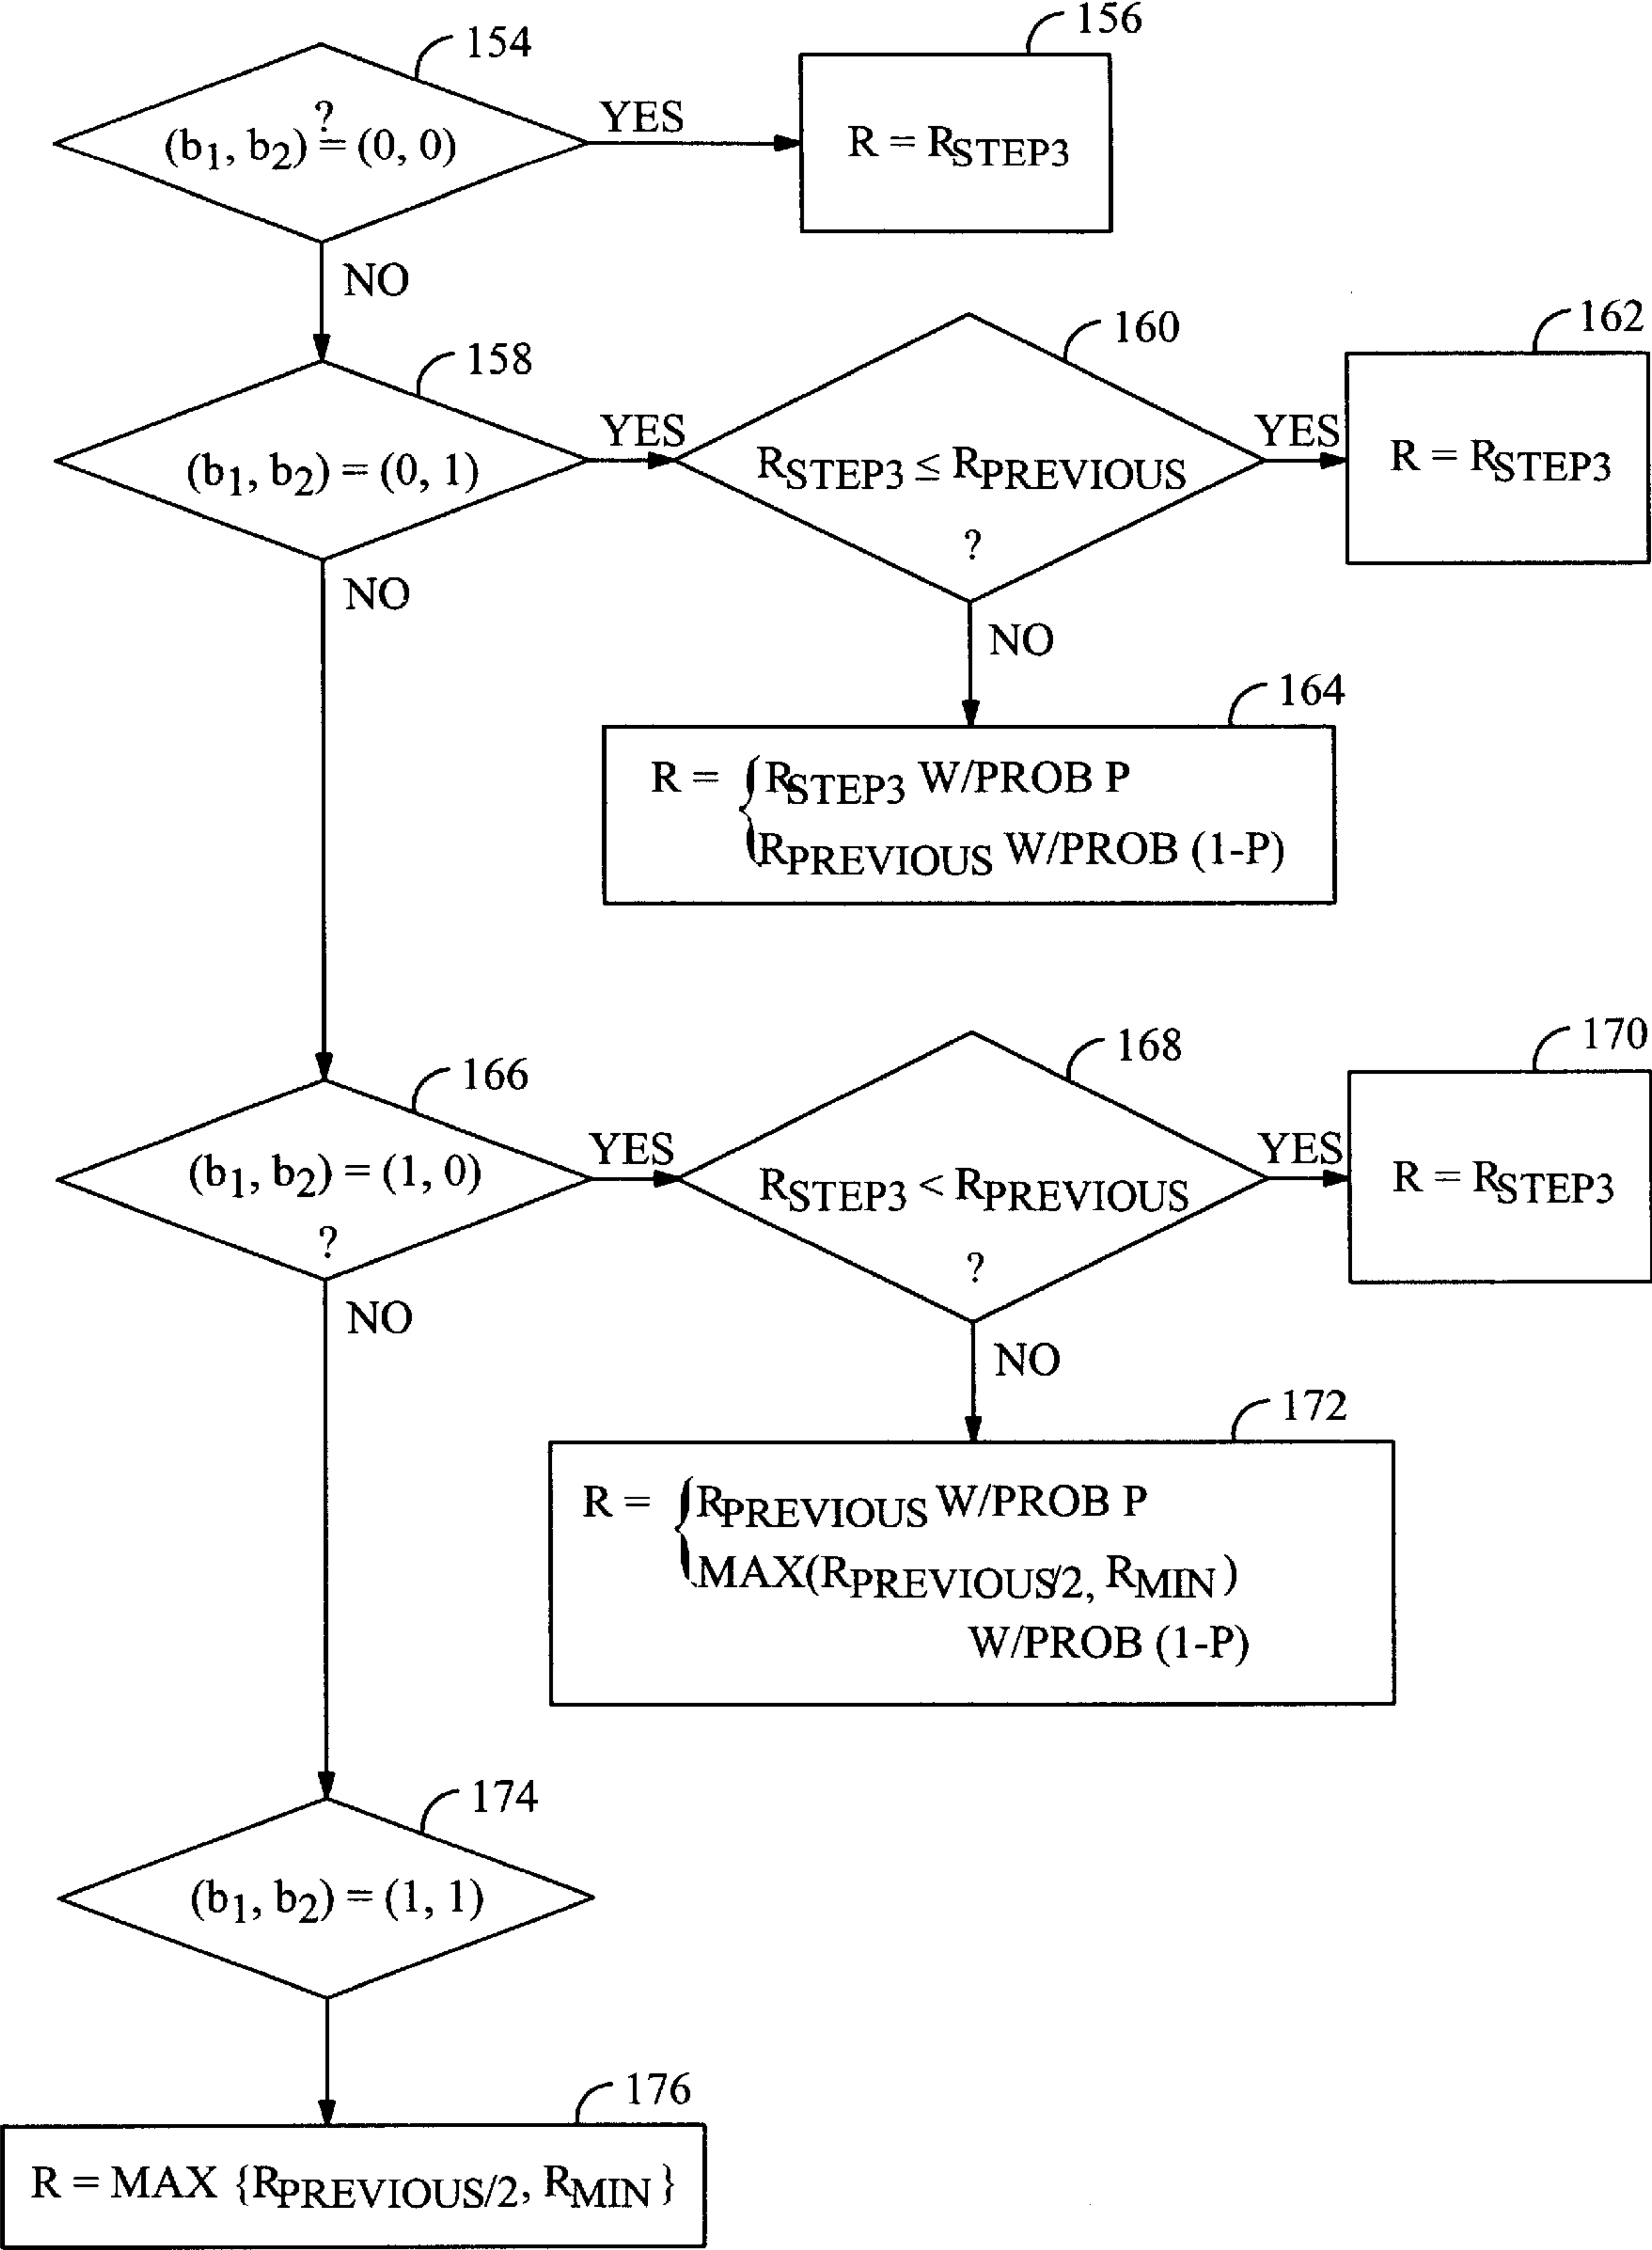 154
?
(b1, b2) = (0, 0)
YES
156
R = RSTEP3
NO
158
(b1, b2) = (0, 1)
YES
160
RSTEP3 ≤ RPREVIOUS
?
YES
162
R = RSTEP3
NO
NO
164
R = { RSTEP3 W/PROB P
RPREVIOUS W/PROB (1-P)
166
(b1, b2) = (1, 0)
?
YES
168
RSTEP3 < RPREVIOUS
?
YES
170
R = RSTEP3
NO
NO
172
R = { RPREVIOUS W/PROB P
MAX(RPREVIOUS/2, RMIN)
W/PROB (1-P)
174
(b1, b2) = (1, 1)
176
R = MAX {RPREVIOUS/2, RMIN}